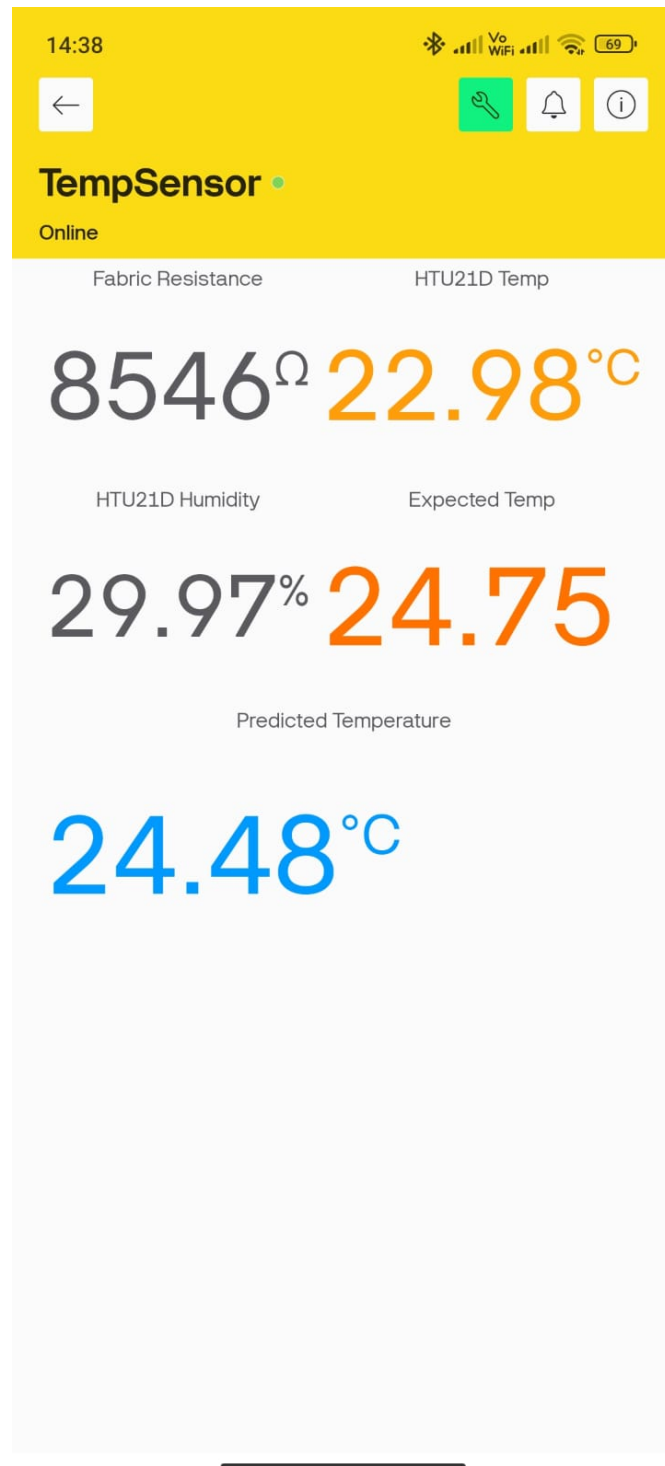 14:38 Vo WiFi 69
TempSensor
Online
Fabric Resistance HTU21D Temp
8546Ω 22.98°C
HTU21D Humidity Expected Temp
29.97% 24.75
Predicted Temperature
24.48°C